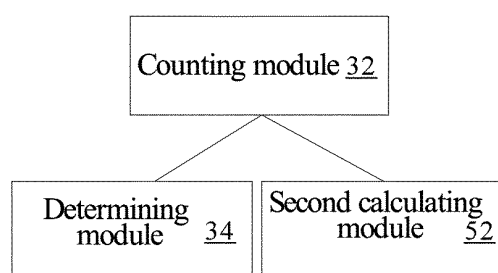 Counting module 32
Determining
module 34
Second calculating
module 52